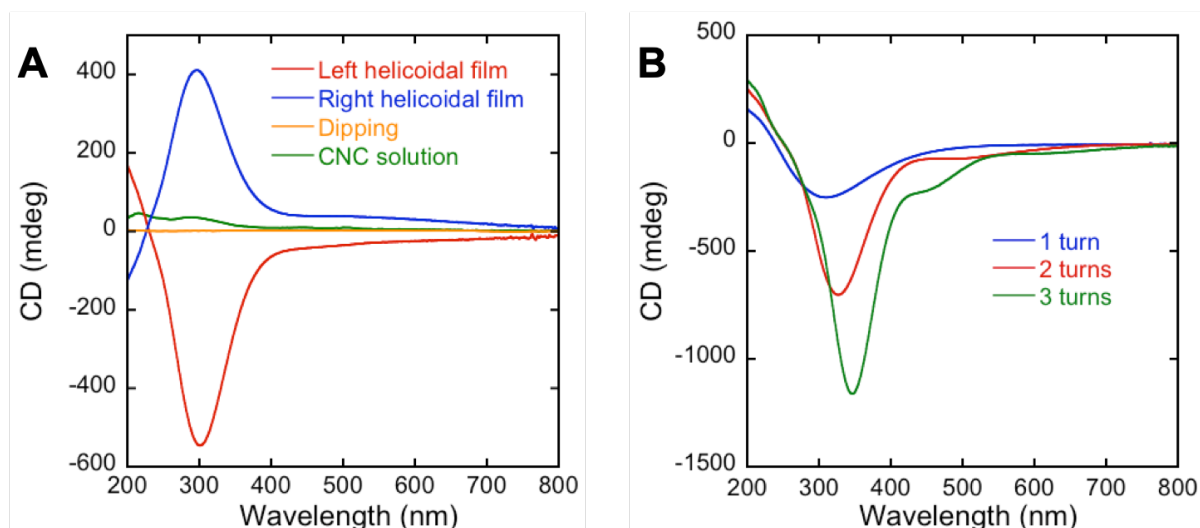 A
CD (mdeg)
400
200
0
-200
-400
-600
Left helicoidal film
Right helicoidal film
Dipping
CNC solution
200 300 400 500 600 700 800
Wavelength (nm)
B
CD (mdeg)
500
0
-500
-1000
-1500
1 turn
2 turns
3 turns
200 300 400 500 600 700 800
Wavelength (nm)